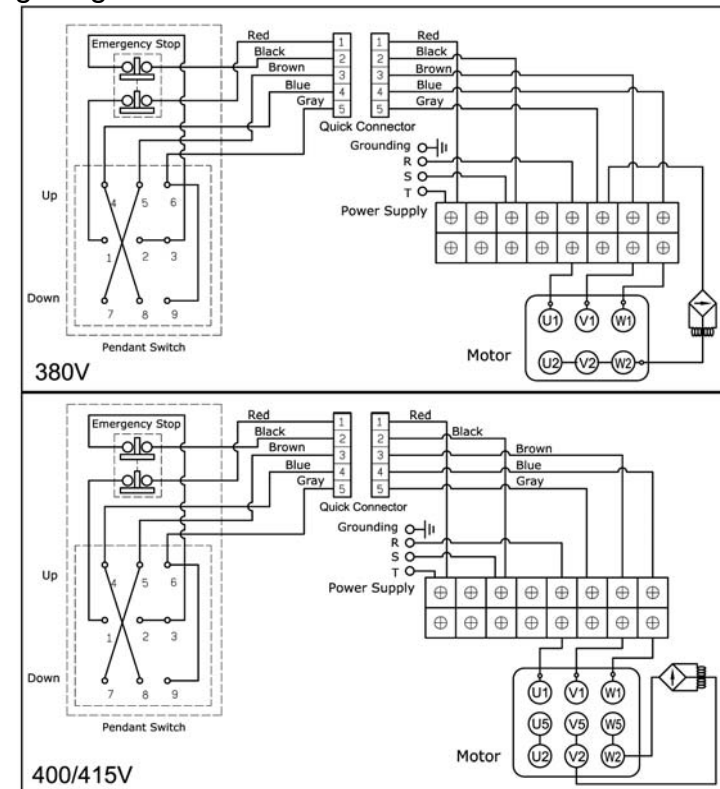 Emergency Stop
Red
Black
Brown
Blue
Gray
1
2
3
4
5
1
2
3
4
5
Red
Black
Brown
Blue
Gray
Quick Connector
Grounding
R
S
T
Power Supply
Up
4
5
6
1
2
3
Down
7
8
9
Pendant Switch
U1
V1
W1
Motor
U2
V2
W2
380V
Emergency Stop
Red
Black
Brown
Blue
Gray
1
2
3
4
5
1
2
3
4
5
Red
Black
Brown
Blue
Gray
Quick Connector
Grounding
R
S
T
Power Supply
Up
4
5
6
1
2
3
Down
7
8
9
Pendant Switch
U1
V1
W1
U5
V5
W5
Motor
U2
V2
W2
400/415V